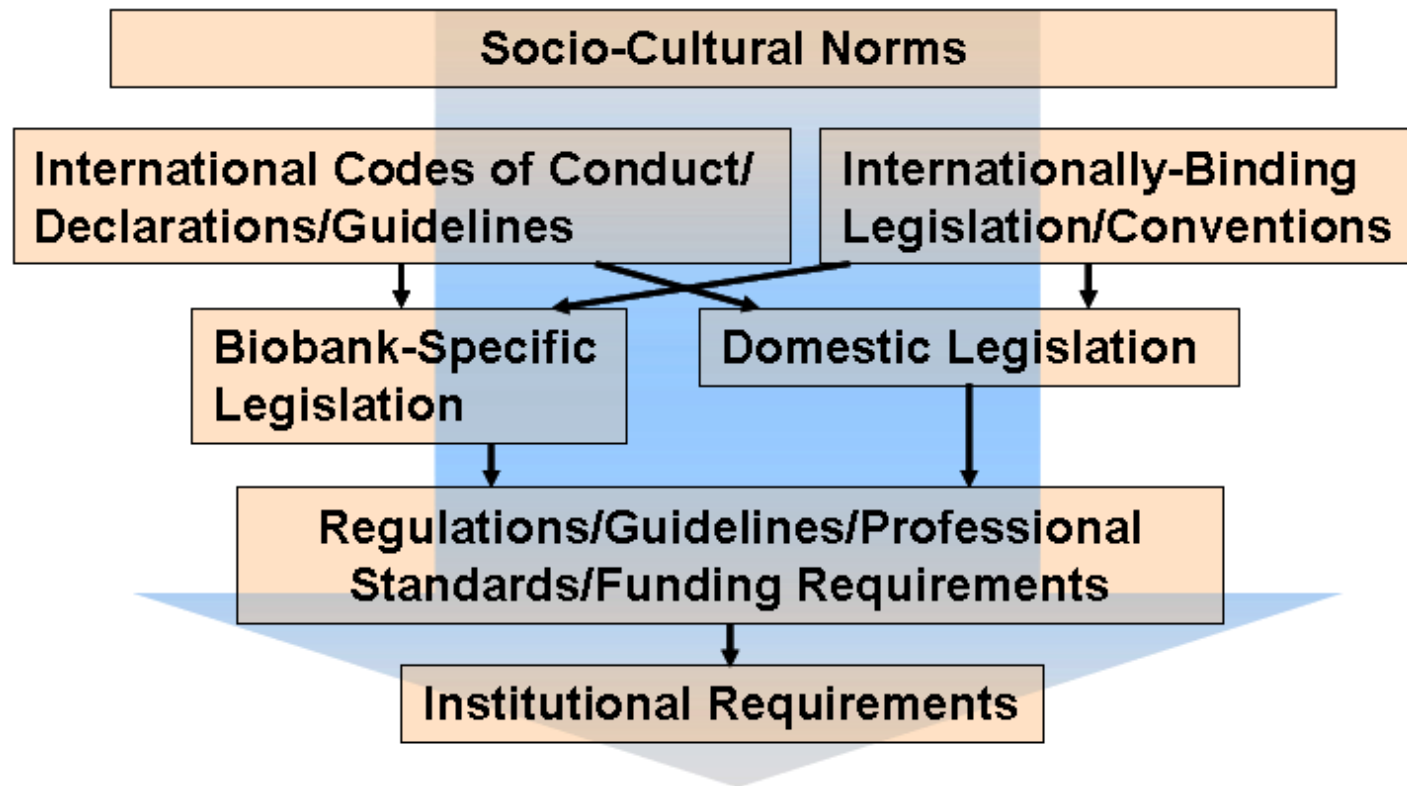 Socio-Cultural Norms
International Codes of Conduct/
Declarations/Guidelines
Internationally-Binding
Legislation/Conventions
Biobank-Specific
Legislation
Domestic Legislation
Regulations/Guidelines/Professional
Standards/Funding Requirements
Institutional Requirements